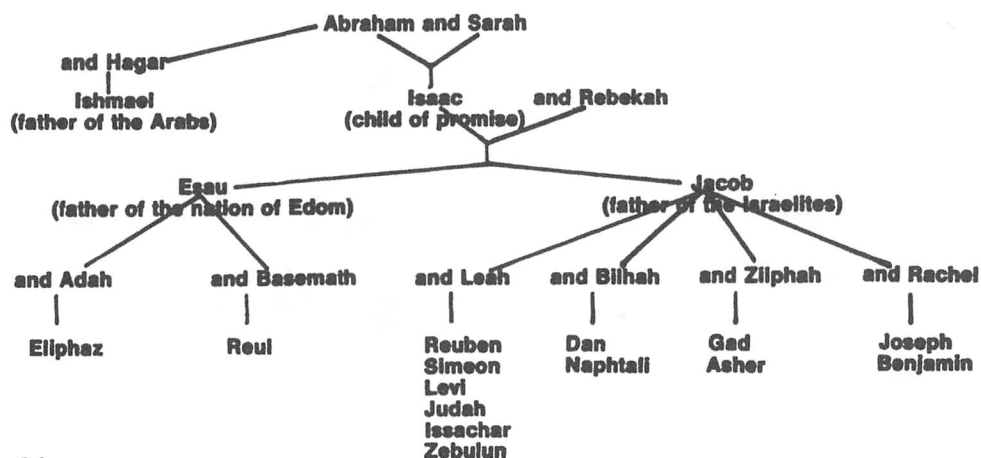 Abraham and Sarah
and Hagar
Ishmael
(father of the Arabs)
Isaac
(child of promise)
and Rebekah
Esau
(father of the nation of Edom)
Jacob
(father of the Israelites)
and Adah
and Basemath
and Leah
and Bilhah
and Zilphah
and Rachel
Eliphaz
Reul
Reuben
Simeon
Levi
Judah
Issachar
Zebulun
Dan
Naphtali
Gad
Asher
Joseph
Benjamin